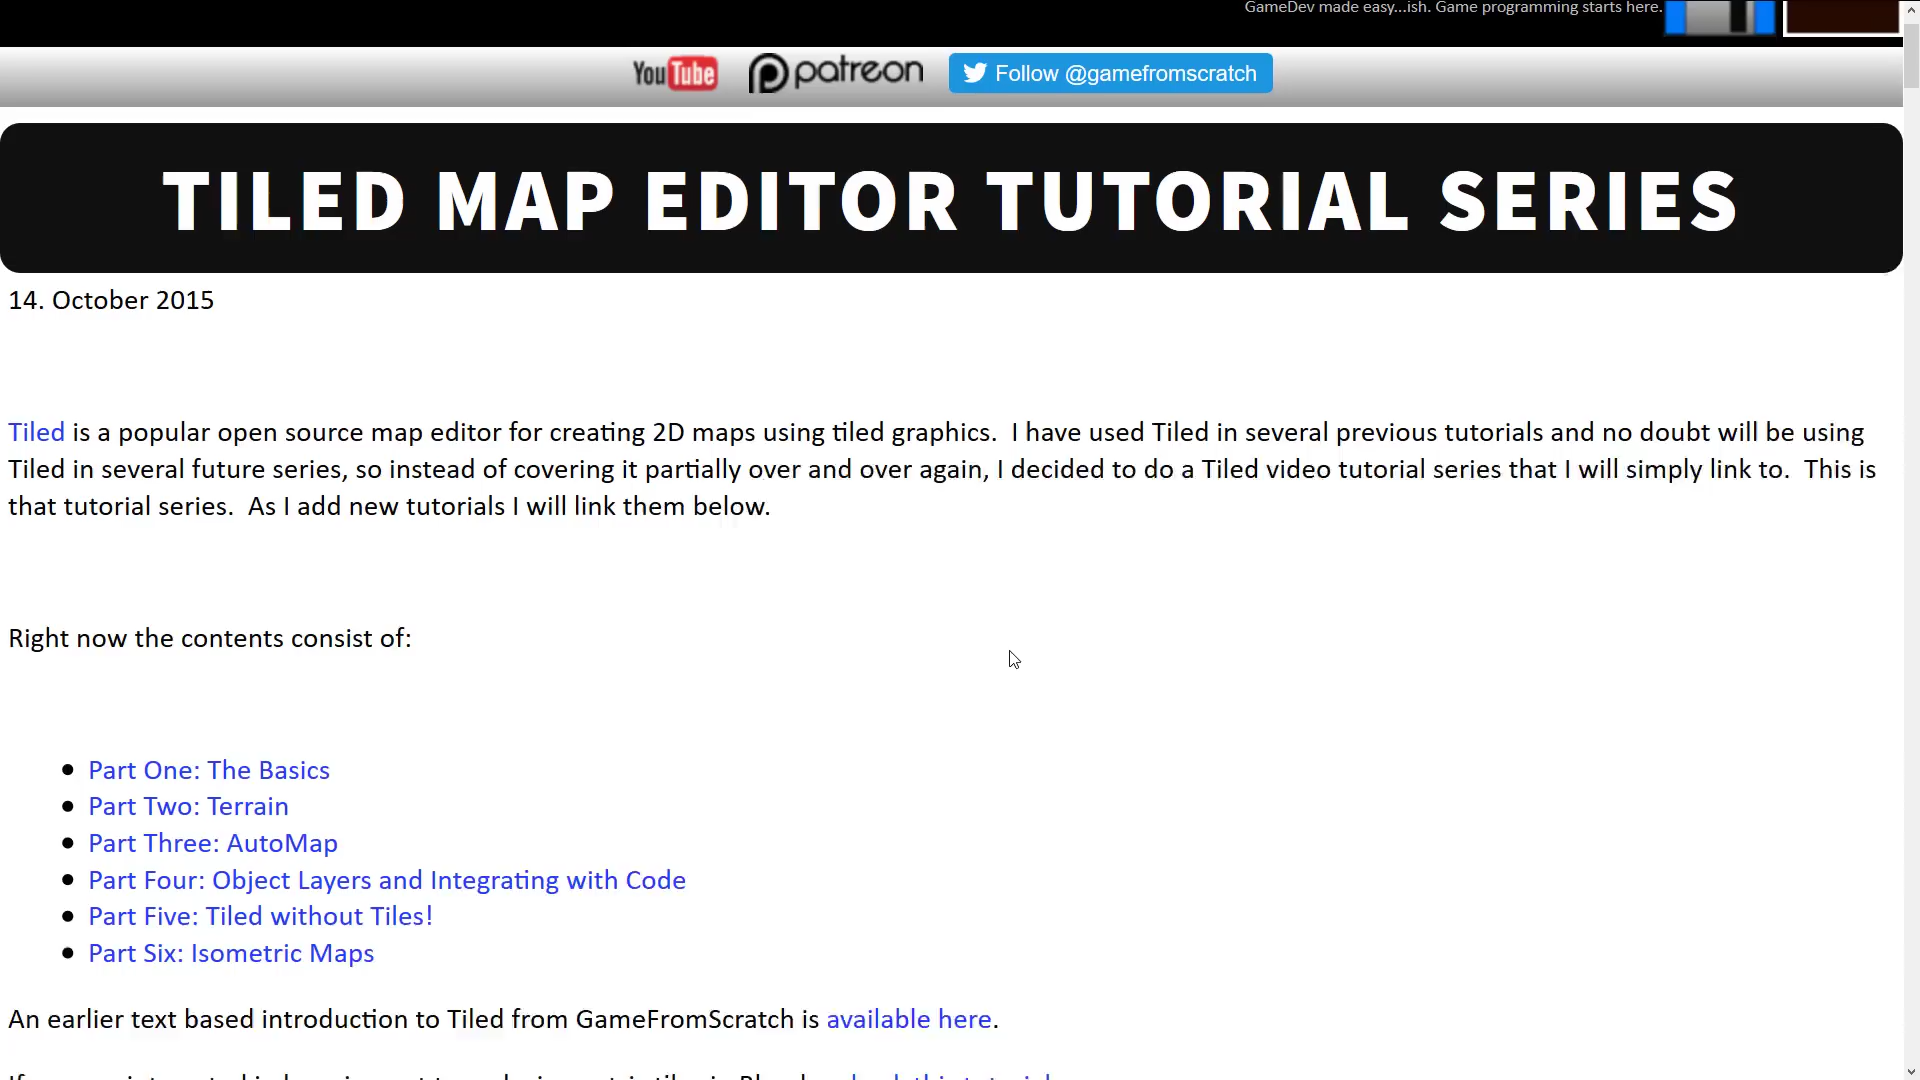 GameDev made easy...ish. Game programming starts here.
YouTube patreon Follow @gamefromscratch
TILED MAP EDITOR TUTORIAL SERIES
14. October 2015
Tiled is a popular open source map editor for creating 2D maps using tiled graphics.  I have used Tiled in several previous tutorials and no doubt will be using
Tiled in several future series, so instead of covering it partially over and over again, I decided to do a Tiled video tutorial series that I will simply link to.  This is
that tutorial series.  As I add new tutorials I will link them below.
Right now the contents consist of:
Part One: The Basics
Part Two: Terrain
Part Three: AutoMap
Part Four: Object Layers and Integrating with Code
Part Five: Tiled without Tiles!
Part Six: Isometric Maps
An earlier text based introduction to Tiled from GameFromScratch is available here.